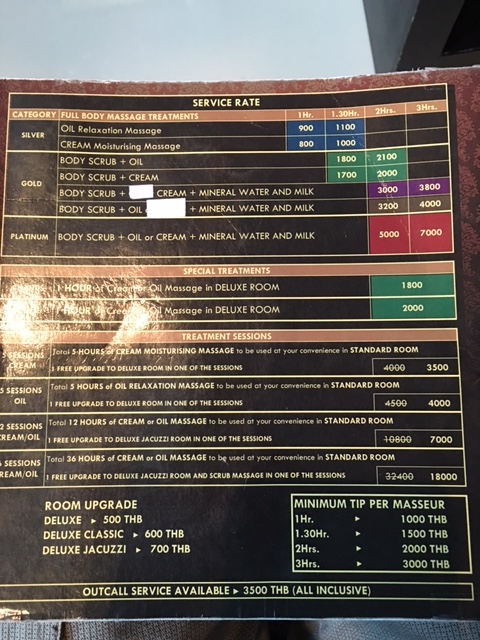 SERVICE RATE
CATEGORY FULL BODY MASSAGE TREATMENTS 1Hr. 1.30Hr. 2Hrs. 3Hrs.
SILVER
OIL Relaxation Massage 900 1100
CREAM Moisturising Massage 800 1000
GOLD
BODY SCRUB + OIL 1800 2100
BODY SCRUB + CREAM 1700 2000
BODY SCRUB + CREAM + MINERAL WATER AND MILK 3000 3800
BODY SCRUB + OIL + MINERAL WATER AND MILK 3200 4000
PLATINUM BODY SCRUB + OIL or CREAM + MINERAL WATER AND MILK 5000 7000
SPECIAL TREATMENTS
1 HOUR of Cream or Oil Massage in DELUXE ROOM 1800
HOUR of Cream or Oil Massage in DELUXE ROOM 2000
TREATMENT SESSIONS
5 SESSIONS CREAM
Total 5 HOURS of CREAM MOISTURISING MASSAGE to be used at your convenience in STANDARD ROOM
1 FREE UPGRADE TO DELUXE ROOM IN ONE OF THE SESSIONS 4000 3500
5 SESSIONS OIL
Total 5 HOURS of OIL RELAXATION MASSAGE to be used at your convenience in STANDARD ROOM
1 FREE UPGRADE TO DELUXE ROOM IN ONE OF THE SESSIONS 4500 4000
2 SESSIONS CREAM/OIL
Total 12 HOURS of CREAM or OIL MASSAGE to be used at your convenience in STANDARD ROOM
1 FREE UPGRADE TO DELUXE JACUZZI ROOM IN ONE OF THE SESSIONS 10800 7000
6 SESSIONS REAM/OIL
Total 36 HOURS of CREAM or OIL MASSAGE to be used at your convenience in STANDARD ROOM
1 FREE UPGRADE TO DELUXE JACUZZI ROOM AND SCRUB MASSAGE IN ONE OF THE SESSIONS 32400 18000
ROOM UPGRADE
DELUXE ▸ 500 THB
DELUXE CLASSIC ▸ 600 THB
DELUXE JACUZZI ▸ 700 THB
MINIMUM TIP PER MASSEUR
1Hr. ▸ 1000 THB
1.30Hr. ▸ 1500 THB
2Hrs. ▸ 2000 THB
3Hrs. ▸ 3000 THB
OUTCALL SERVICE AVAILABLE ▸ 3500 THB (ALL INCLUSIVE)